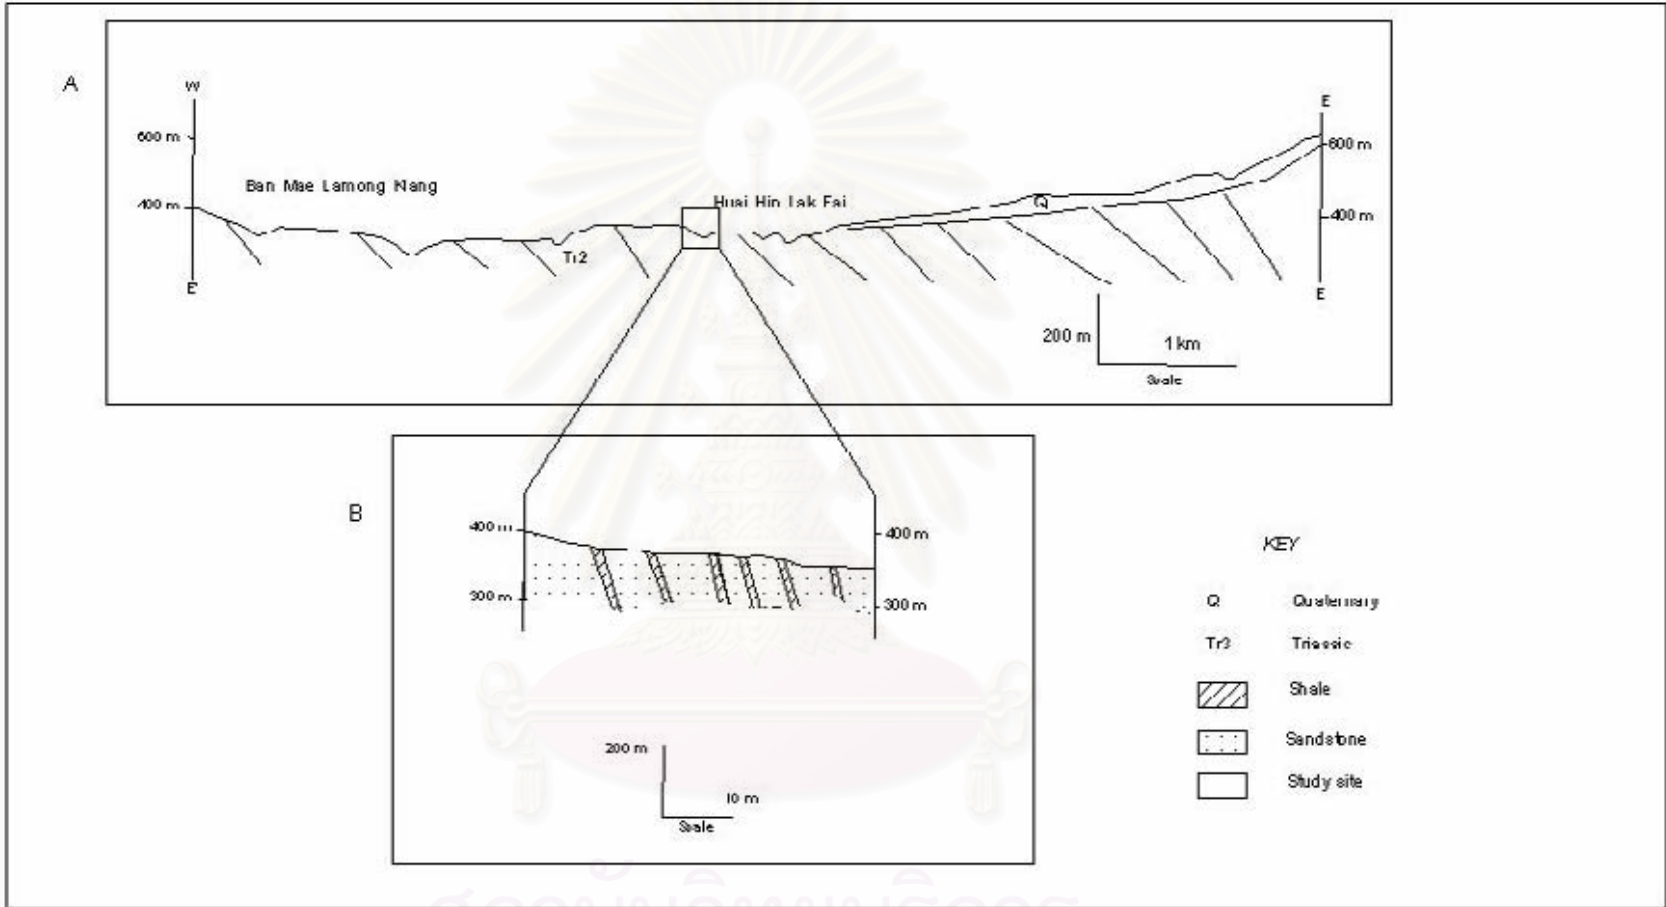 A
W
E
600 m
600 m
Ban Mae Lamong Klang
Huai Hin Lak Fai
400 m
Q
400 m
Tr2
E'
E
200 m
1 km
Scale
B
400 m
400 m
300 m
300 m
200 m
10 m
Scale
KEY
Q Quaternary
Tr3 Triassic
Shale
Sandstone
Study site